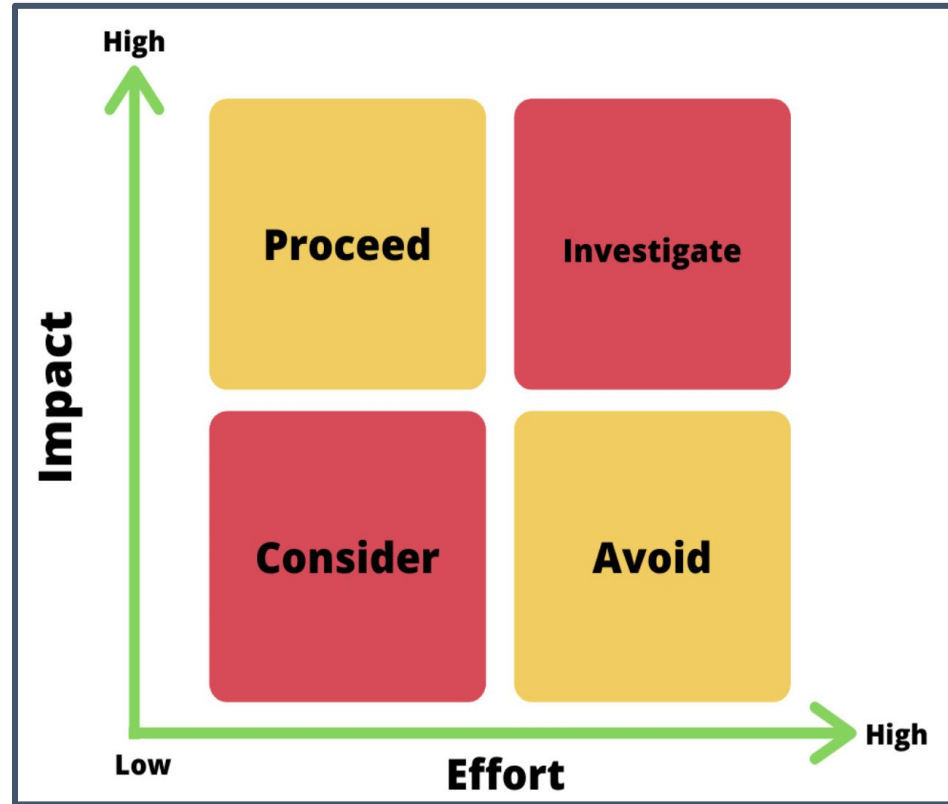 High
Proceed
Investigate
Impact
Consider
Avoid
High
Low
Effort